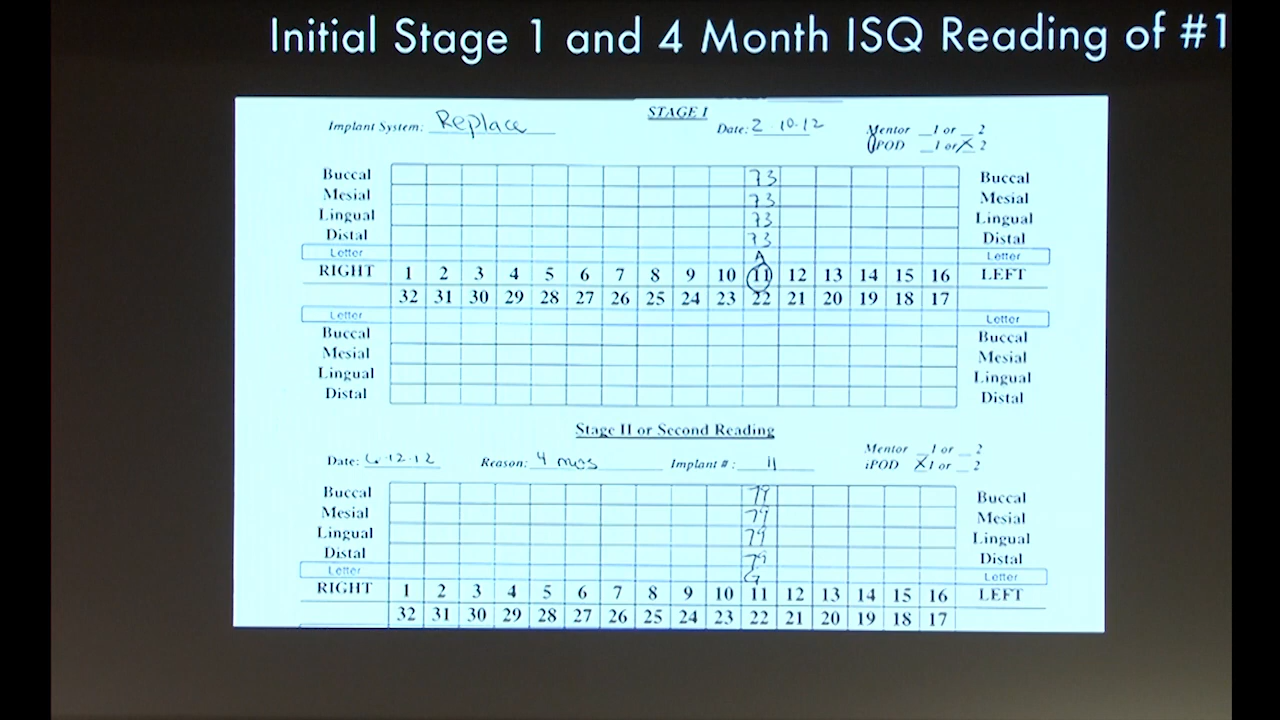 Initial Stage 1 and 4 Month ISQ Reading of #1
STAGE I
Implant System: Replace Date: 2.10.12 Mentor _1 or _ 2
iPOD _1 or X 2
Buccal 73 Buccal
Mesial 73 Mesial
Lingual 73 Lingual
Distal 73 Distal
Letter A Letter
RIGHT 1 2 3 4 5 6 7 8 9 10 11 12 13 14 15 16 LEFT
32 31 30 29 28 27 26 25 24 23 22 21 20 19 18 17
Letter Letter
Buccal Buccal
Mesial Mesial
Lingual Lingual
Distal Distal
Stage II or Second Reading
Date: 6.12.12 Reason: 4 mos Implant #: 11 Mentor _1 or _ 2
iPOD X1 or _ 2
Buccal 79 Buccal
Mesial 79 Mesial
Lingual 79 Lingual
Distal 79 Distal
Letter G Letter
RIGHT 1 2 3 4 5 6 7 8 9 10 11 12 13 14 15 16 LEFT
32 31 30 29 28 27 26 25 24 23 22 21 20 19 18 17